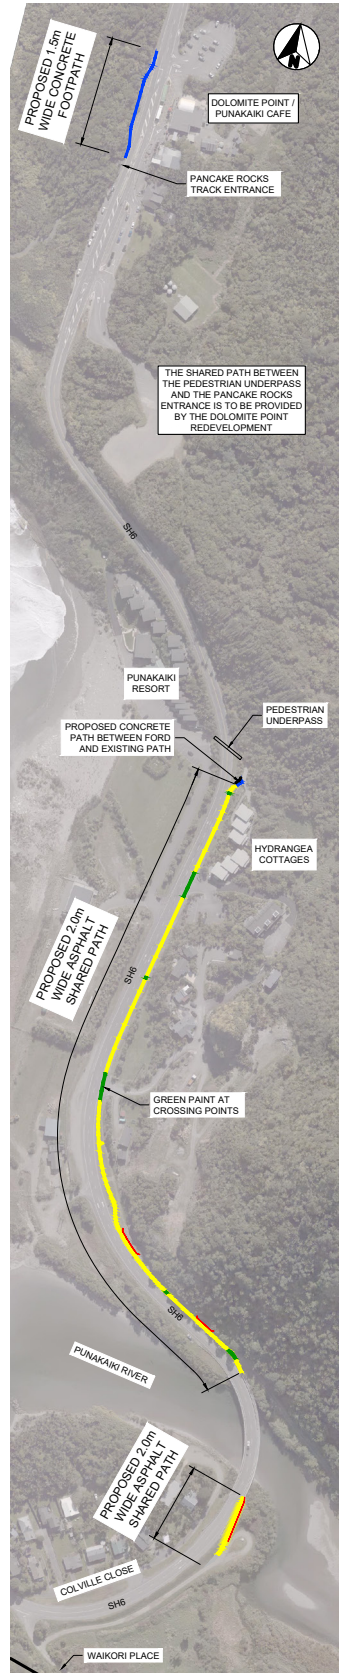 PROPOSED 1.5m
WIDE CONCRETE
FOOTPATH
N
DOLOMITE POINT /
PUNAKAIKI CAFE
PANCAKE ROCKS
TRACK ENTRANCE
THE SHARED PATH BETWEEN
THE PEDESTRIAN UNDERPASS
AND THE PANCAKE ROCKS
ENTRANCE IS TO BE PROVIDED
BY THE DOLOMITE POINT
REDEVELOPMENT
SH6
PUNAKAIKI
RESORT
PEDESTRIAN
UNDERPASS
PROPOSED CONCRETE
PATH BETWEEN FORD
AND EXISTING PATH
HYDRANGEA
COTTAGES
PROPOSED 2.0m
WIDE ASPHALT
SHARED PATH
SH6
GREEN PAINT AT
CROSSING POINTS
SH6
PUNAKAIKI RIVER
PROPOSED 2.0m
WIDE ASPHALT
SHARED PATH
COLVILLE CLOSE
SH6
WAIKORI PLACE